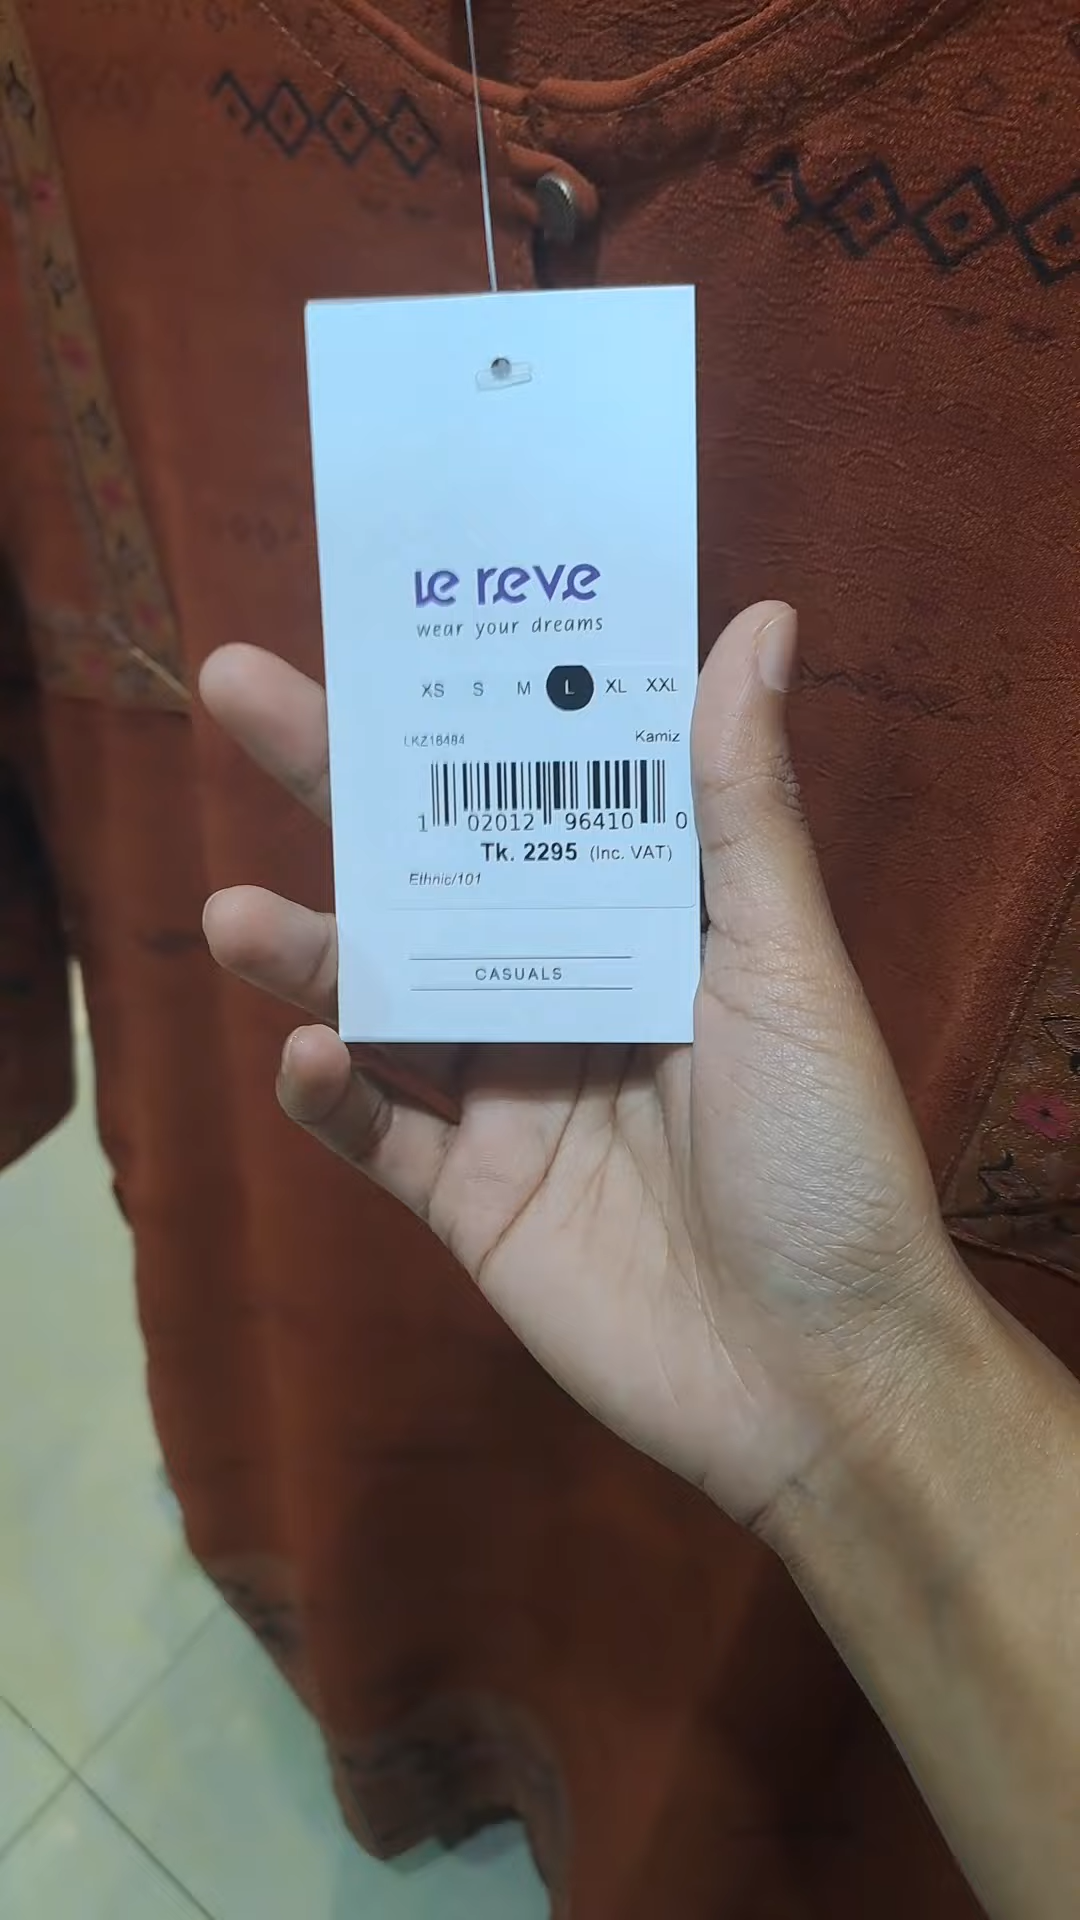 le reve
wear your dreams
XS S M L XL XXL
LKZ18484 Kamiz
1 02012 96410 0
Tk. 2295 (Inc. VAT)
Ethnic/101
CASUALS